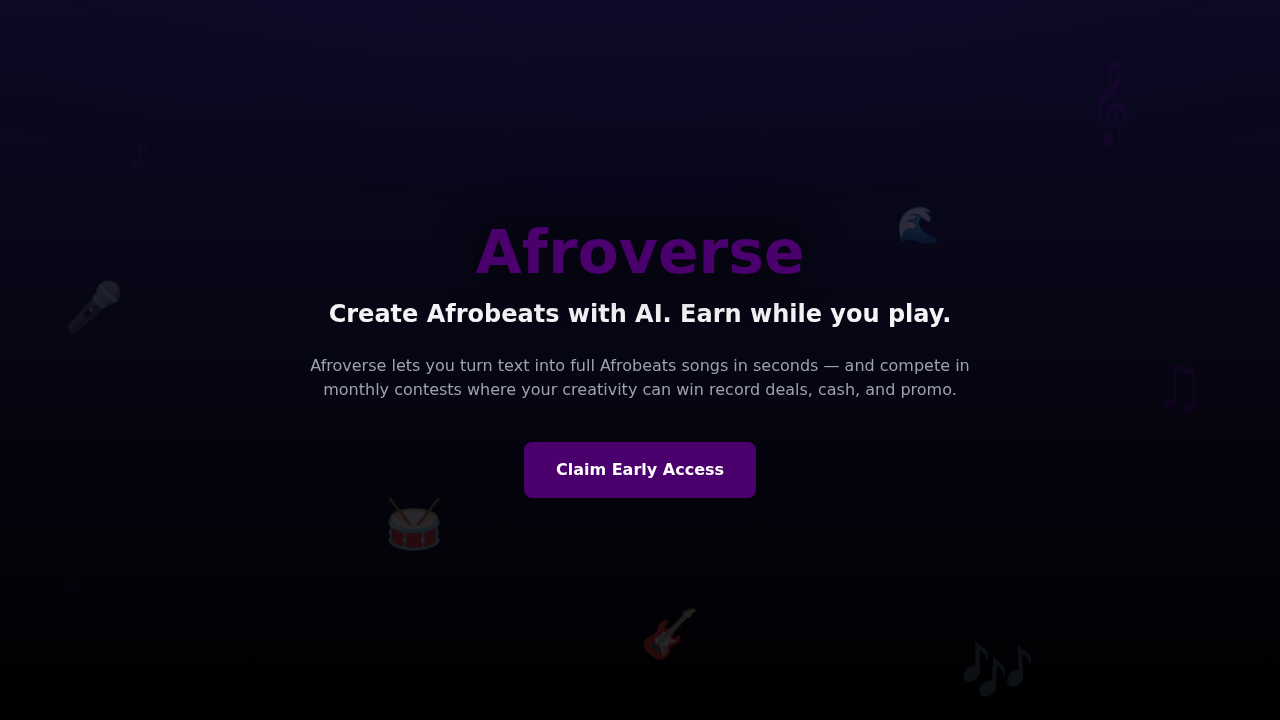 Afroverse
Create Afrobeats with AI. Earn while you play.
Afroverse lets you turn text into full Afrobeats songs in seconds — and compete in
monthly contests where your creativity can win record deals, cash, and promo.
Claim Early Access